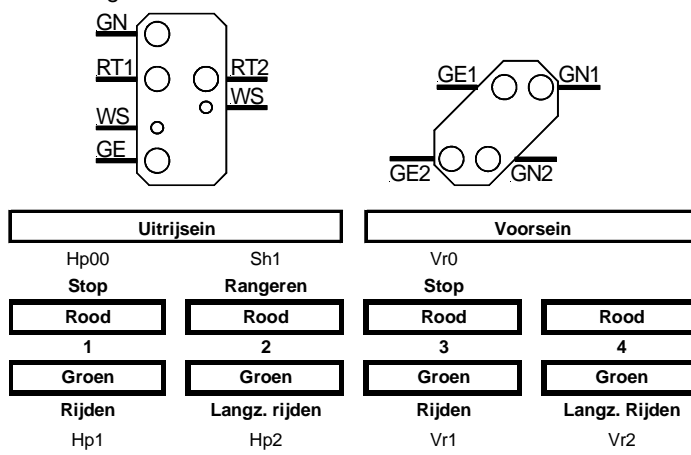 GN
RT1 RT2
WS
WS
GE
GE1 GN1
GE2 GN2
Uitrijsein Voorsein
Hp00 Sh1 Vr0
Stop Rangeren Stop
Rood Rood Rood Rood
1 2 3 4
Groen Groen Groen Groen
Rijden Langz. rijden Rijden Langz. Rijden
Hp1 Hp2 Vr1 Vr2